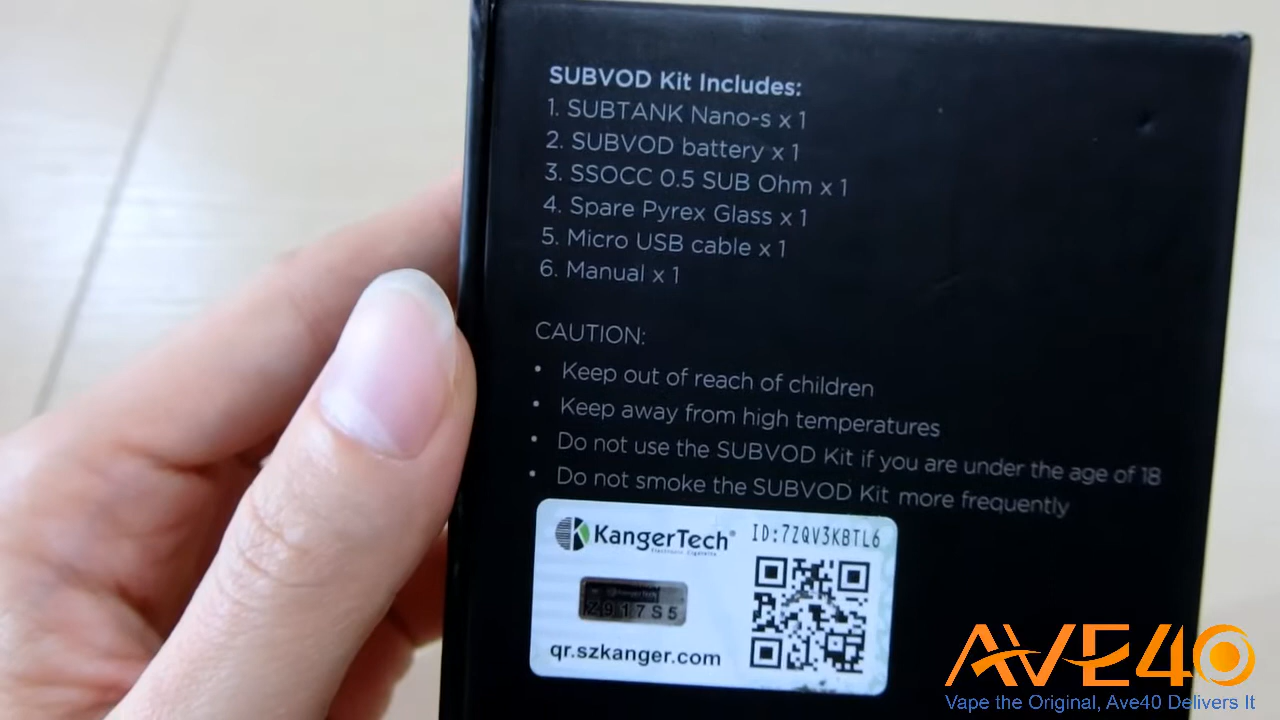 SUBVOD Kit Includes:
1. SUBTANK Nano-s x 1
2. SUBVOD battery x 1
3. SSOCC 0.5 SUB Ohm x 1
4. Spare Pyrex Glass x 1
5. Micro USB cable x 1
6. Manual x 1
CAUTION:
• Keep out of reach of children
• Keep away from high temperatures
• Do not use the SUBVOD Kit if you are under the age of 18
• Do not smoke the SUBVOD Kit more frequently
KangerTech®
Electronic Cigarette
ID:7ZQV3KBTL6
Z917S5
qr.szkanger.com
AVE40
Vape the Original, Ave40 Delivers It